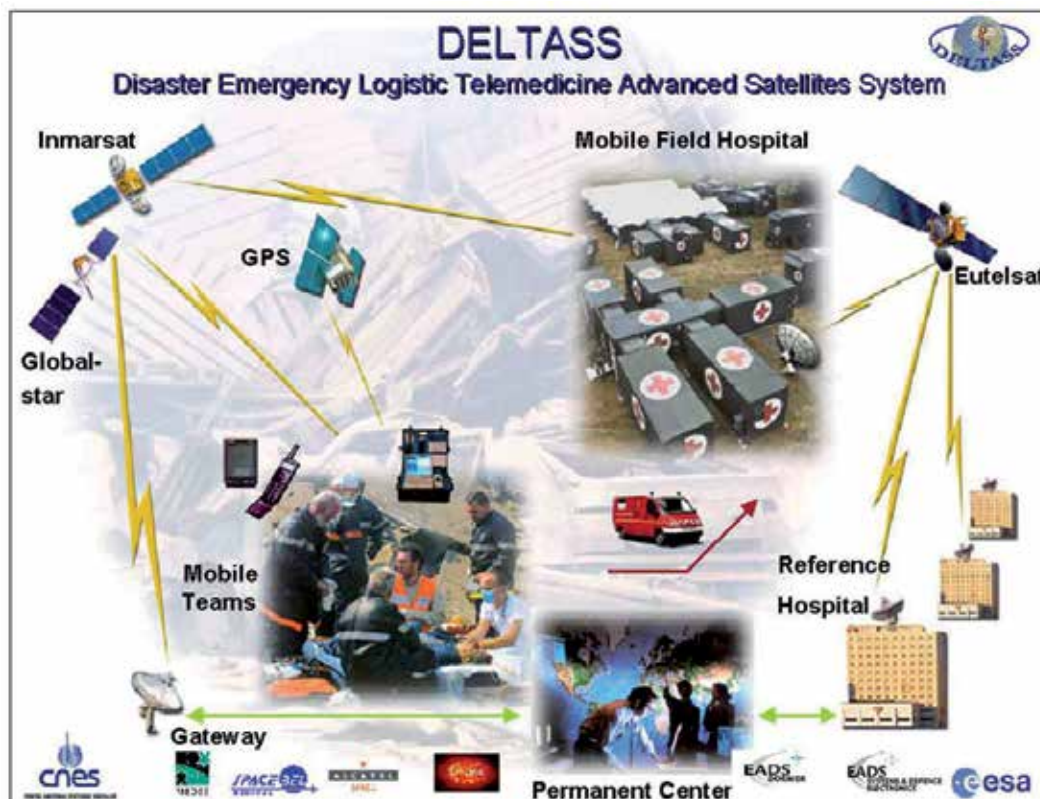 DELTASS
DELTASS
Disaster Emergency Logistic Telemedicine Advanced Satellites System
Inmarsat
Mobile Field Hospital
GPS
Eutelsat
Global-
star
Mobile
Teams
Reference
Hospital
Gateway
Permanent Center
cnes
ALCATEL
EADS
EADS
esa